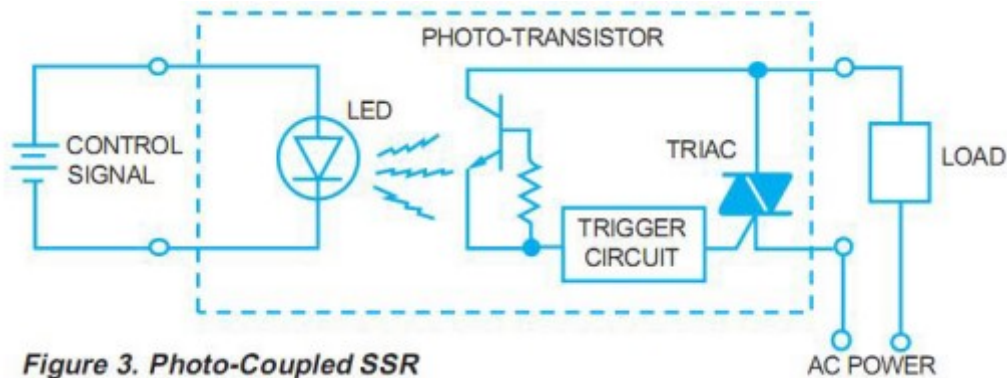 PHOTO-TRANSISTOR
LED
CONTROL
SIGNAL
TRIAC
LOAD
TRIGGER
CIRCUIT
Figure 3. Photo-Coupled SSR
AC POWER